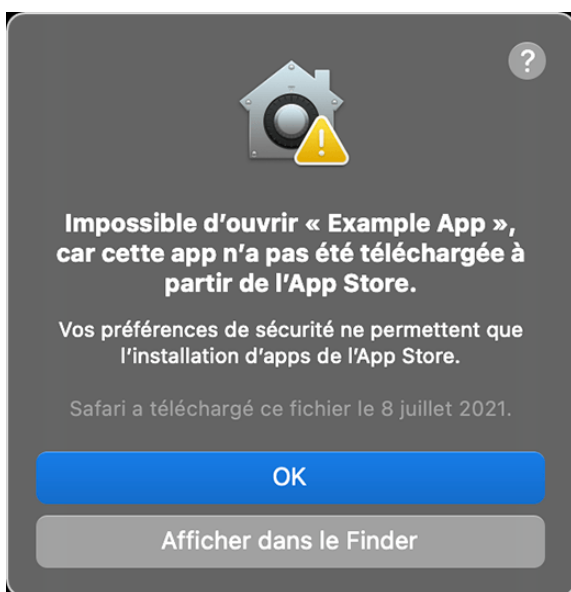 ?
Impossible d’ouvrir « Example App »,
car cette app n’a pas été téléchargée à
partir de l’App Store.
Vos préférences de sécurité ne permettent que
l’installation d’apps de l’App Store.
Safari a téléchargé ce fichier le 8 juillet 2021.
OK
Afficher dans le Finder